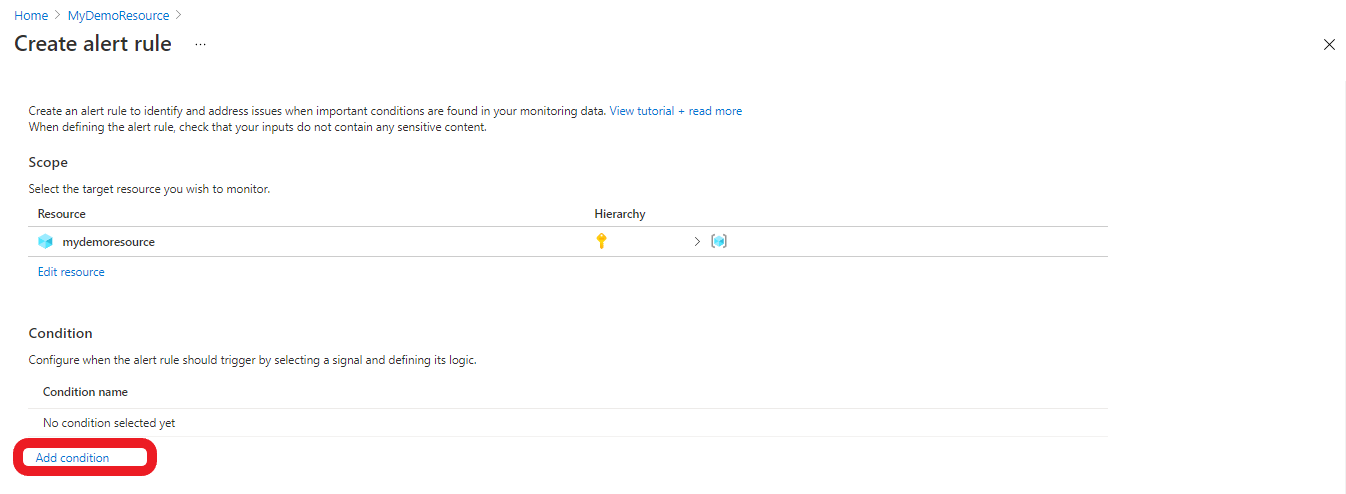 Home > MyDemoResource >
Create alert rule ...
Create an alert rule to identify and address issues when important conditions are found in your monitoring data. View tutorial + read more
When defining the alert rule, check that your inputs do not contain any sensitive content.
Scope
Select the target resource you wish to monitor.
Resource Hierarchy
mydemoresource >
Edit resource
Condition
Configure when the alert rule should trigger by selecting a signal and defining its logic.
Condition name
No condition selected yet
Add condition